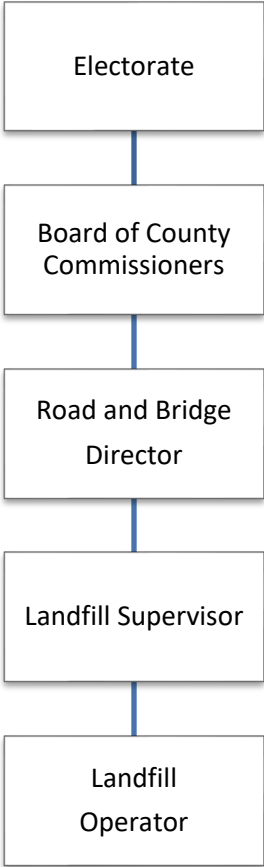 Electorate
Board of County
Commissioners
Road and Bridge
Director
Landfill Supervisor
Landfill
Operator